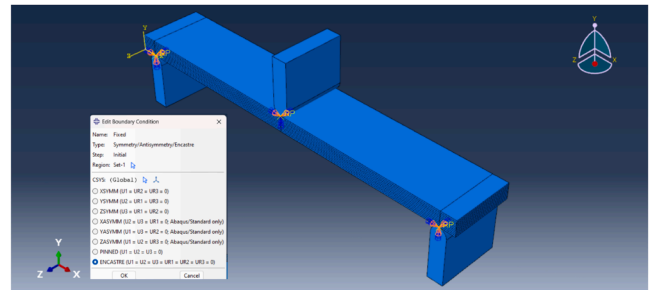 Y
Z
X
Y
Z
X
RP
RP
RP
Edit Boundary Condition
Name: Fixed
Type: Symmetry/Antisymmetry/Encastre
Step: Initial
Region: Set-1
CSYS: (Global)
XSYMM (U1 = UR2 = UR3 = 0)
YSYMM (U2 = UR1 = UR3 = 0)
ZSYMM (U3 = UR1 = UR2 = 0)
XASYMM (U2 = U3 = UR1 = 0; Abaqus/Standard only)
YASYMM (U1 = U3 = UR2 = 0; Abaqus/Standard only)
ZASYMM (U1 = U2 = UR3 = 0; Abaqus/Standard only)
PINNED (U1 = U2 = U3 = 0)
ENCASTRE (U1 = U2 = U3 = UR1 = UR2 = UR3 = 0)
OK Cancel
Y
Z X